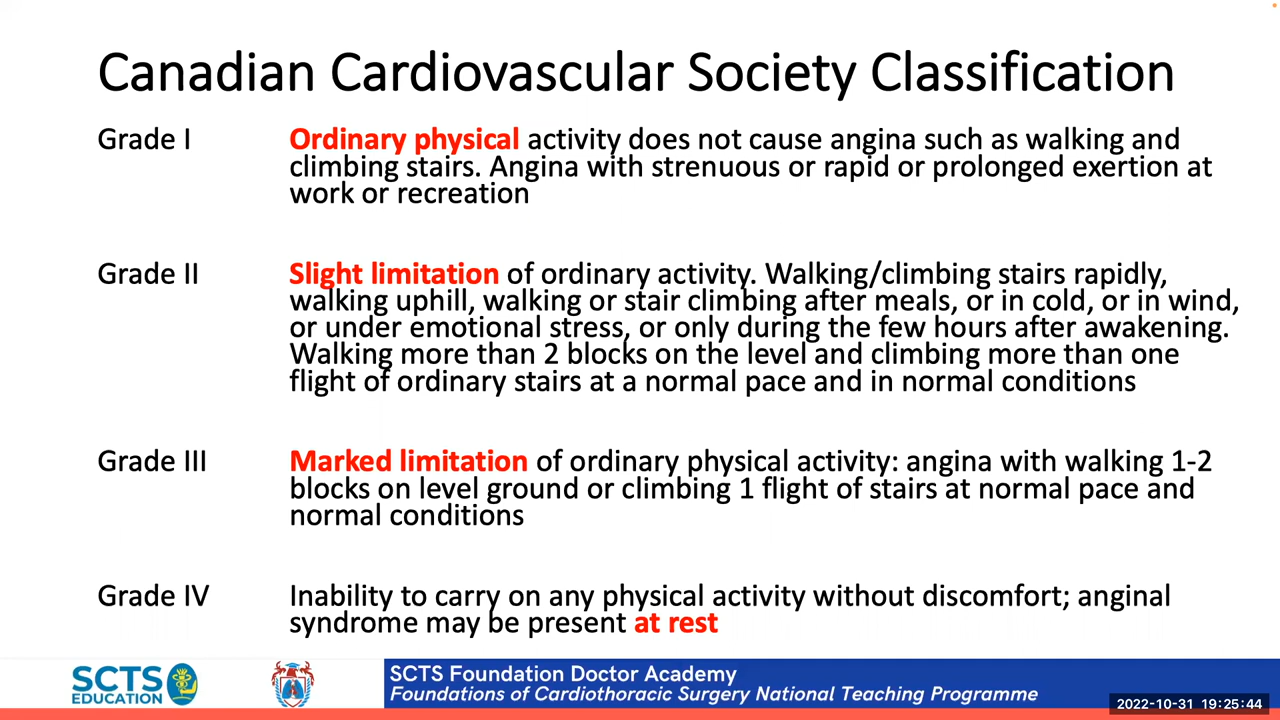 Canadian Cardiovascular Society Classification
Grade I
Ordinary physical activity does not cause angina such as walking and
climbing stairs. Angina with strenuous or rapid or prolonged exertion at
work or recreation
Grade II
Slight limitation of ordinary activity. Walking/climbing stairs rapidly,
walking uphill, walking or stair climbing after meals, or in cold, or in wind,
or under emotional stress, or only during the few hours after awakening.
Walking more than 2 blocks on the level and climbing more than one
flight of ordinary stairs at a normal pace and in normal conditions
Grade III
Marked limitation of ordinary physical activity: angina with walking 1-2
blocks on level ground or climbing 1 flight of stairs at normal pace and
normal conditions
Grade IV
Inability to carry on any physical activity without discomfort; anginal
syndrome may be present at rest
SCTS
EDUCATION
SCTS Foundation Doctor Academy
Foundations of Cardiothoracic Surgery National Teaching Programme
2022-10-31 19:25:44